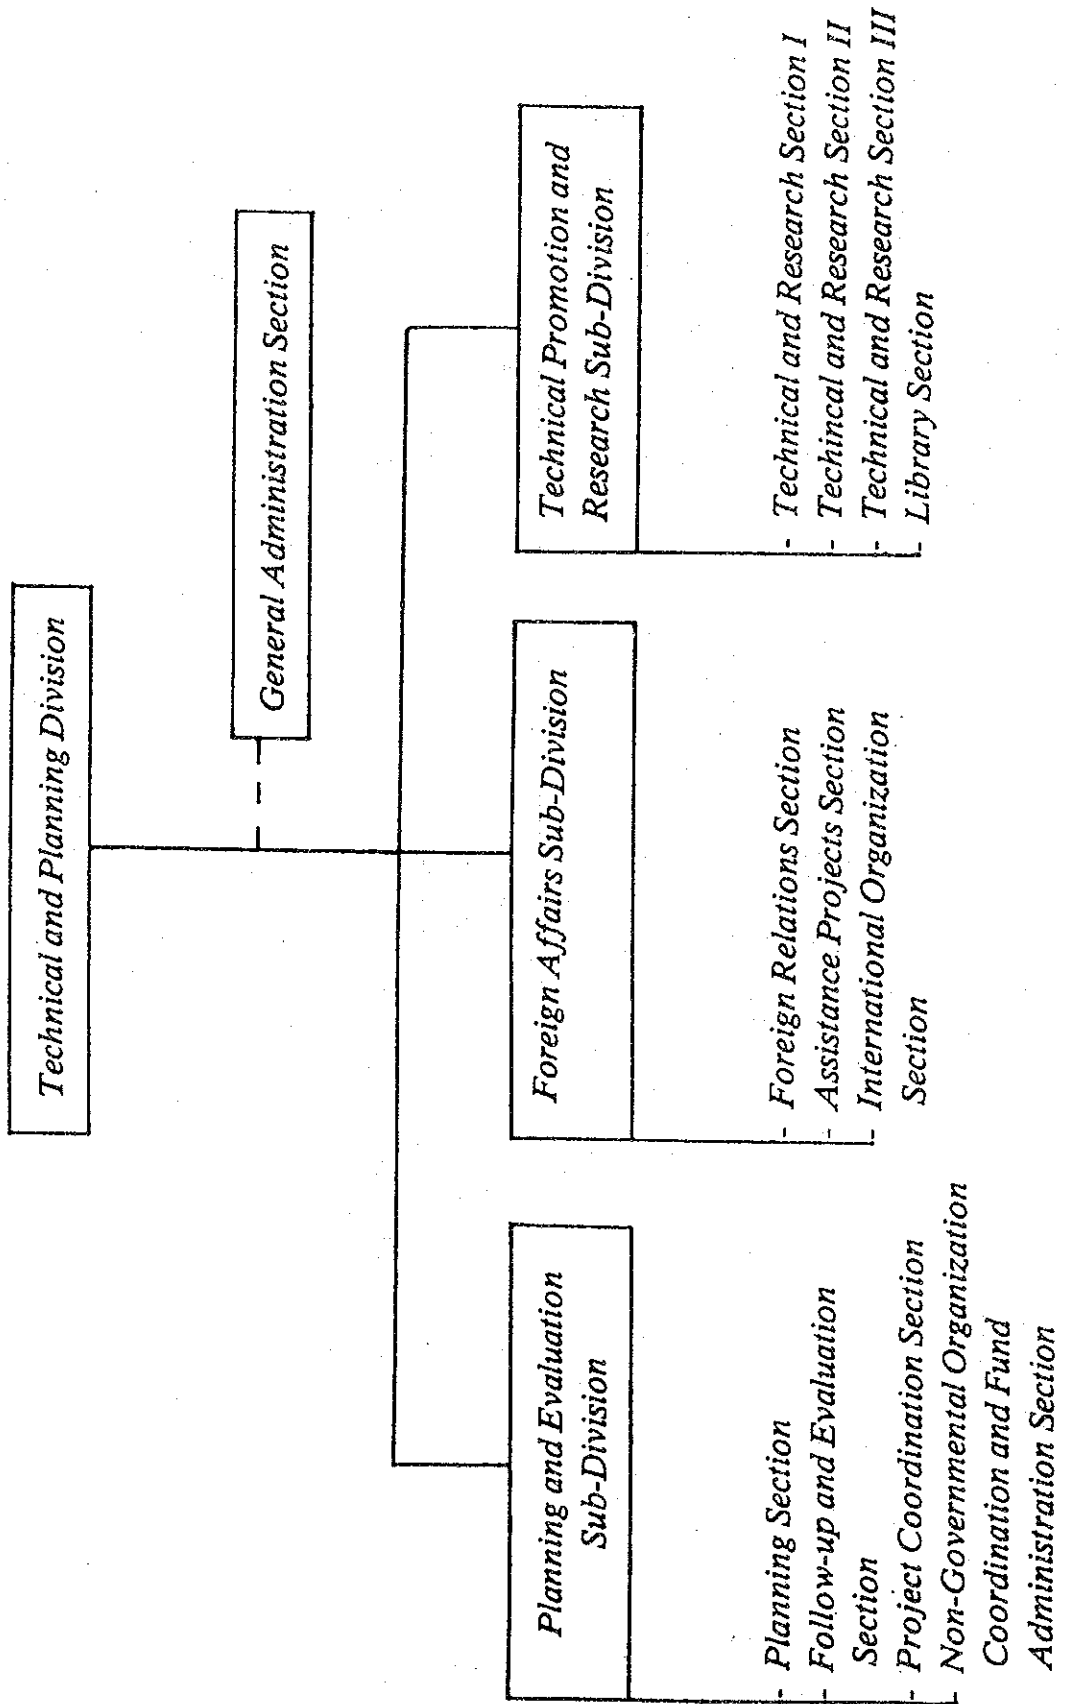 Technical and Planning Division
General Administration Section
Planning and Evaluation
Sub-Division
- Planning Section
- Follow-up and Evaluation
Section
- Project Coordination Section
- Non-Governmental Organization
Coordination and Fund
Administration Section
Foreign Affairs Sub-Division
- Foreign Relations Section
- Assistance Projects Section
- International Organization
Section
Technical Promotion and
Research Sub-Division
- Technical and Research Section I
- Techincal and Research Section II
- Technical and Research Section III
- Library Section